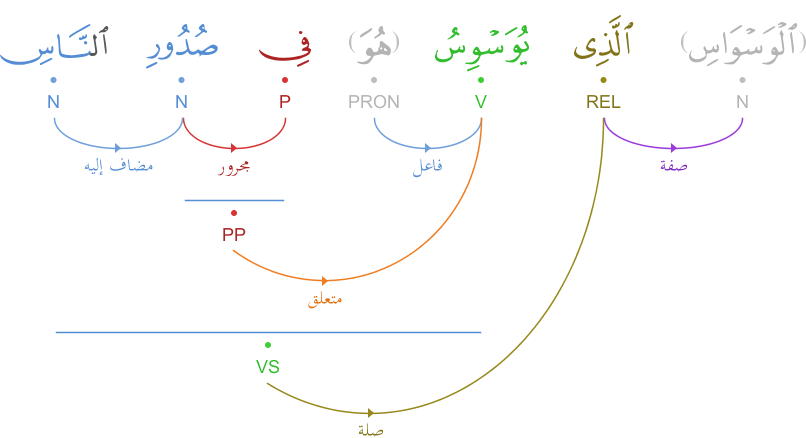 (ٱلْوَسْوَاسِ) ٱلَّذِى يُوَسْوِسُ (هُوَ) فِى صُدُورِ ٱلنَّاسِ
N REL V PRON P N N
صفة فاعل مجرور مضاف إليه
PP
متعلق
VS
صلة